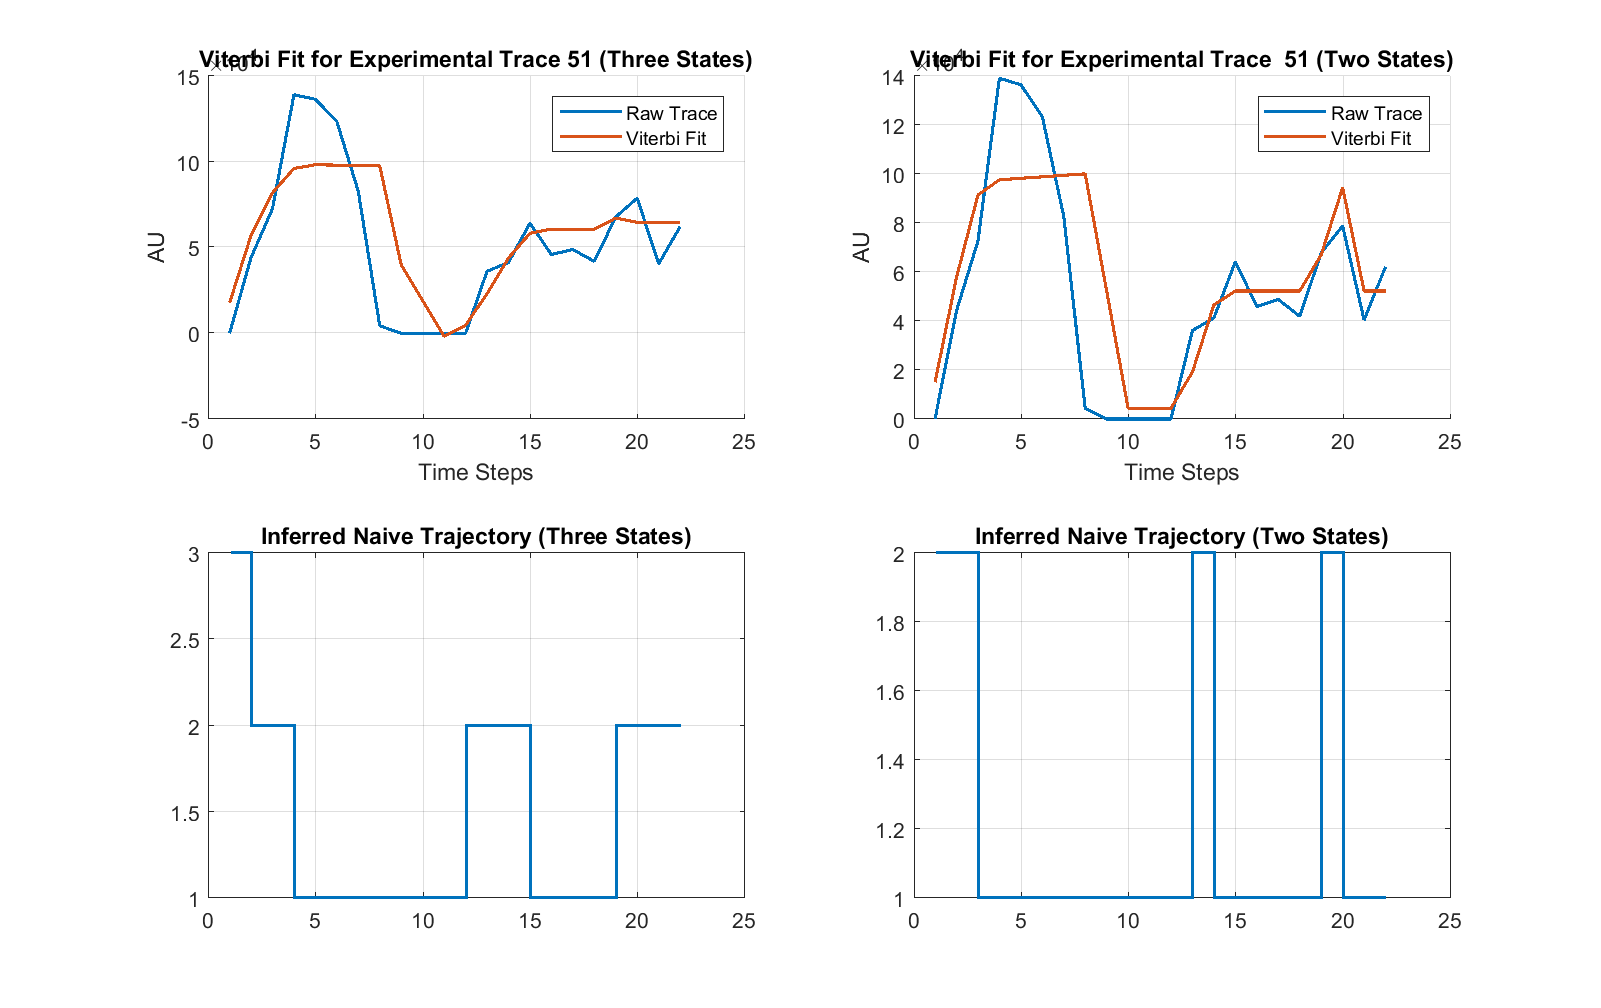 Viterbi Fit for Experimental Trace 51 (Three States)
15
10
5
0
-5
AU
Raw Trace
Viterbi Fit
0 5 10 15 20 25
Time Steps
Viterbi Fit for Experimental Trace  51 (Two States)
14
12
10
8
6
4
2
0
AU
Raw Trace
Viterbi Fit
0 5 10 15 20 25
Time Steps
Inferred Naive Trajectory (Three States)
3
2.5
2
1.5
1
0 5 10 15 20 25
Inferred Naive Trajectory (Two States)
2
1.8
1.6
1.4
1.2
1
0 5 10 15 20 25